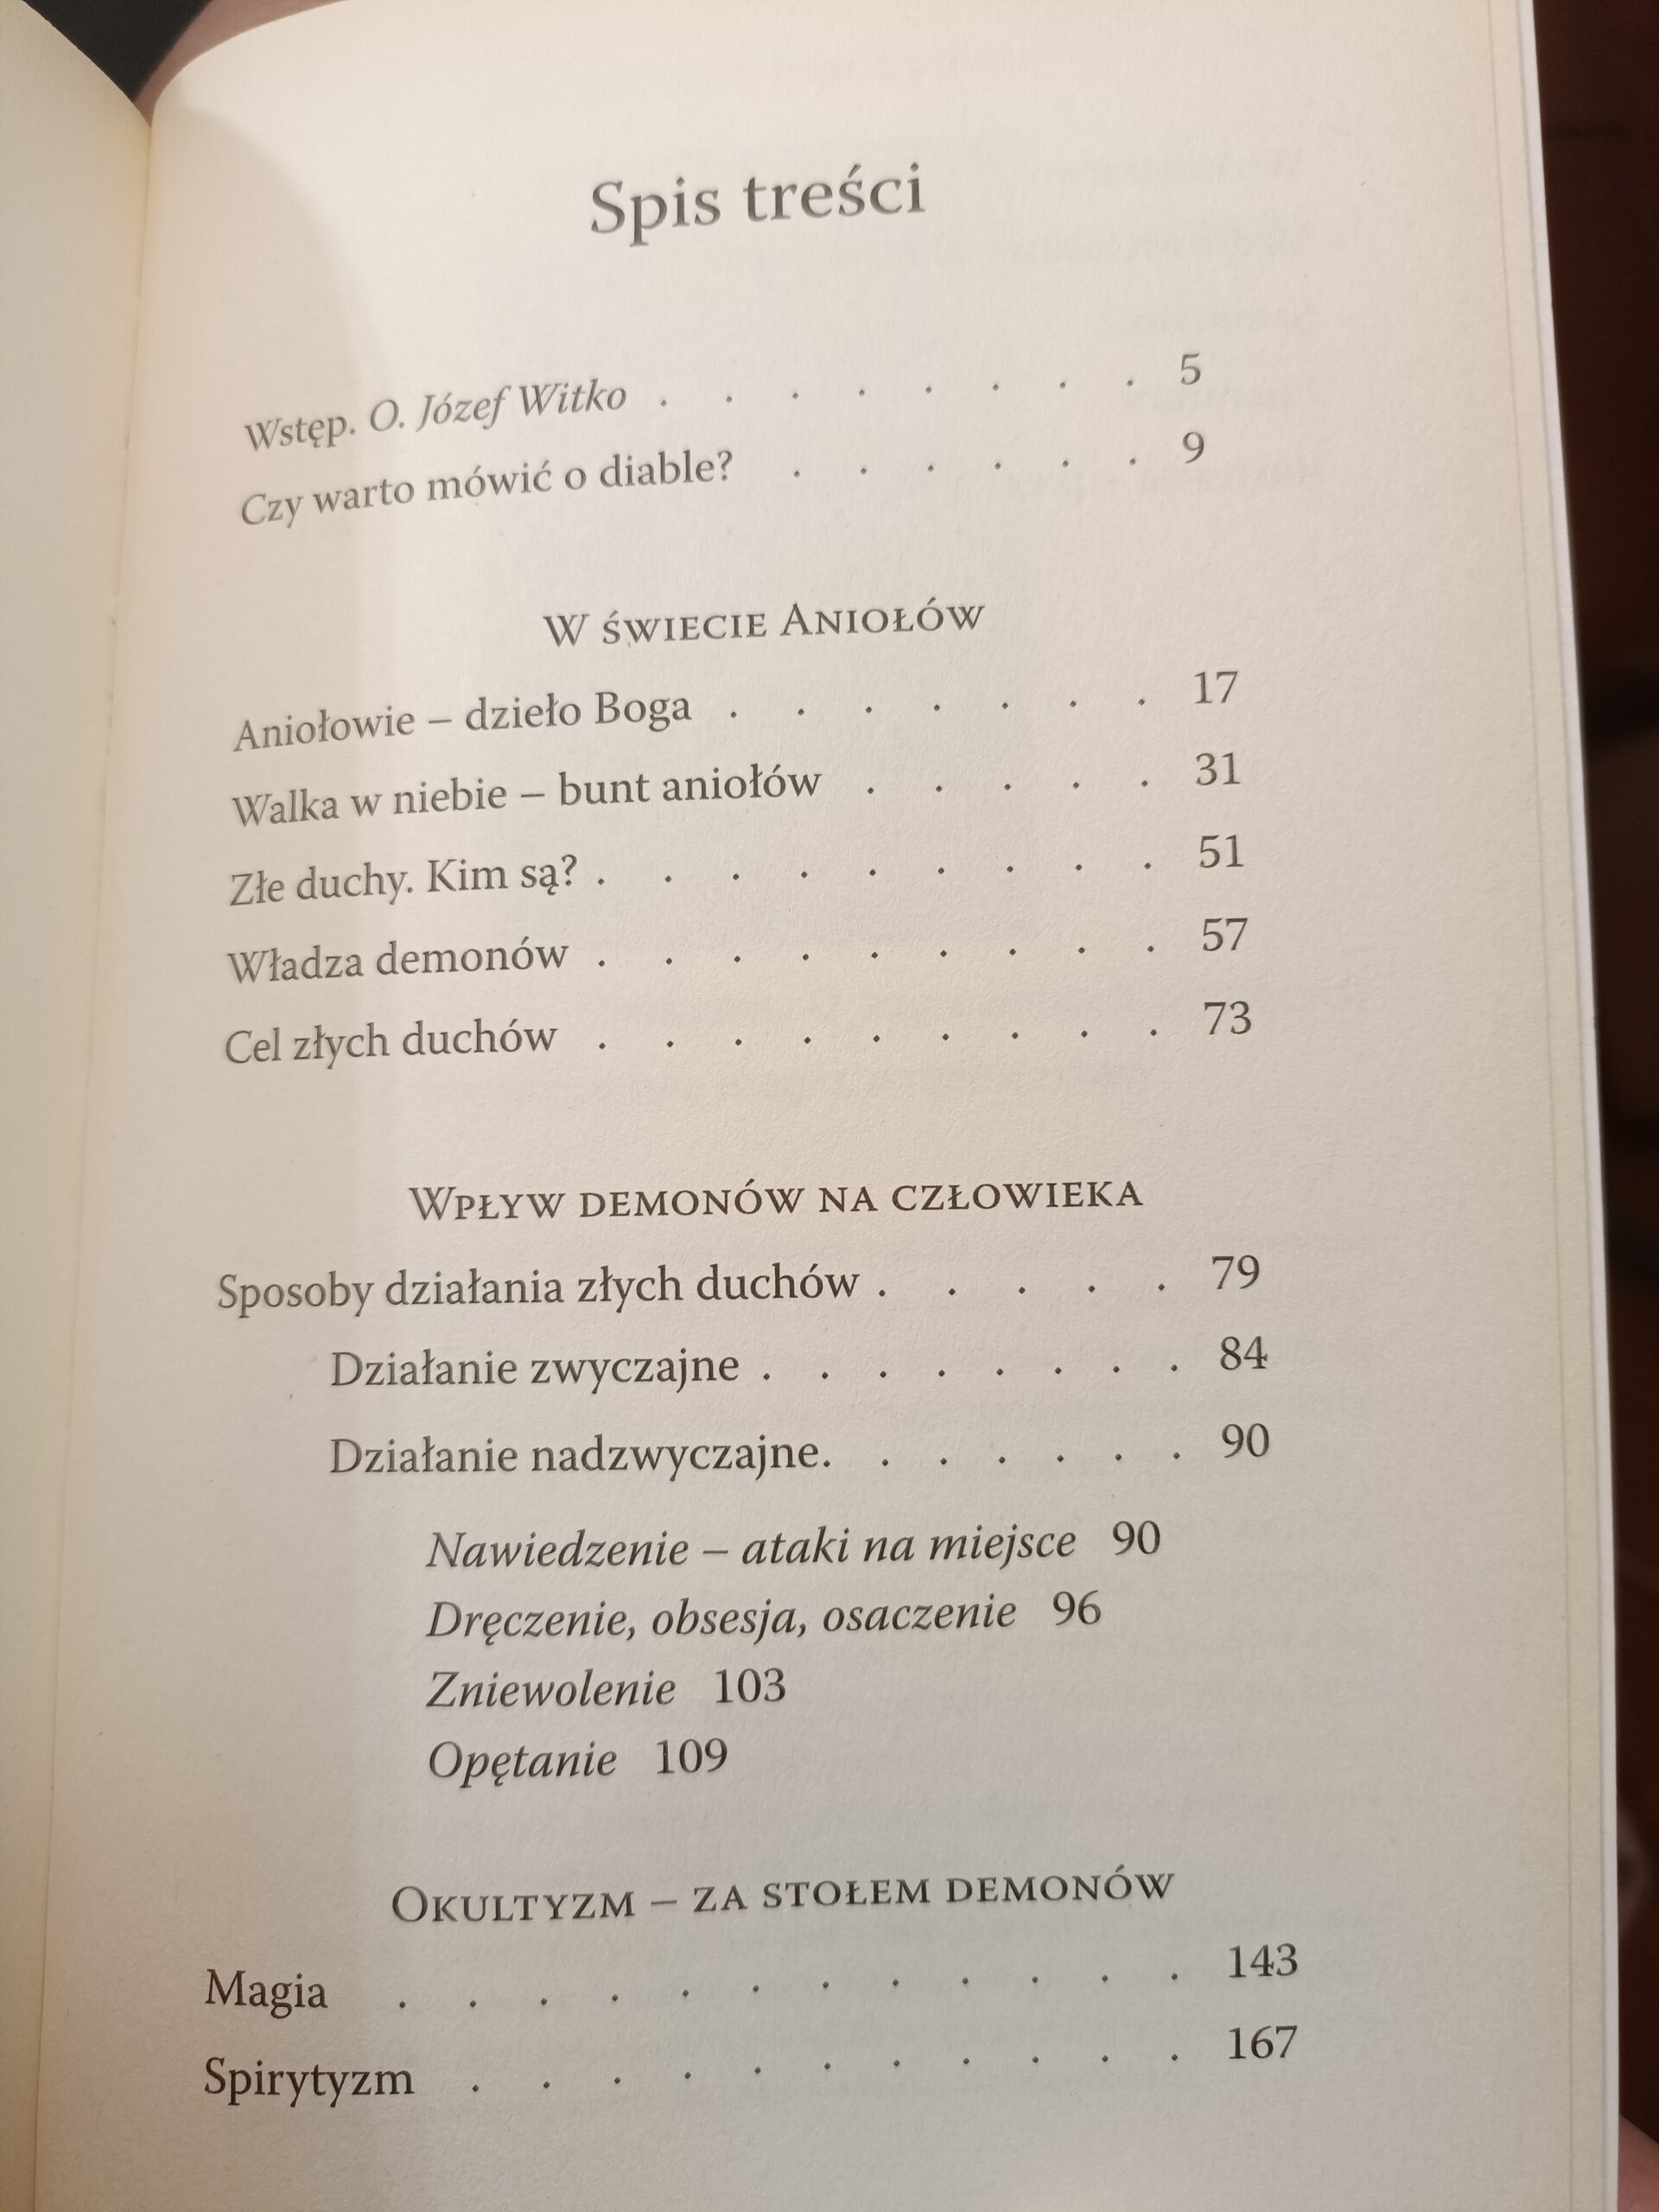 Spis treści
Wstęp. O. Józef Witko . . . . . . . . 5
Czy warto mówić o diable? . . . . . . 9
W świecie Aniołów
Aniołowie – dzieło Boga . . . . . . . 17
Walka w niebie – bunt aniołów . . . . . 31
Złe duchy. Kim są? . . . . . . . . . 51
Władza demonów . . . . . . . . . 57
Cel złych duchów . . . . . . . . . 73
Wpływ demonów na człowieka
Sposoby działania złych duchów . . . . . 79
Działanie zwyczajne . . . . . . . . 84
Działanie nadzwyczajne. . . . . . . 90
Nawiedzenie – ataki na miejsce 90
Dręczenie, obsesja, osaczenie 96
Zniewolenie 103
Opętanie 109
Okultyzm – za stołem demonów
Magia . . . . . . . . . . . . 143
Spirytyzm . . . . . . . . . . . 167